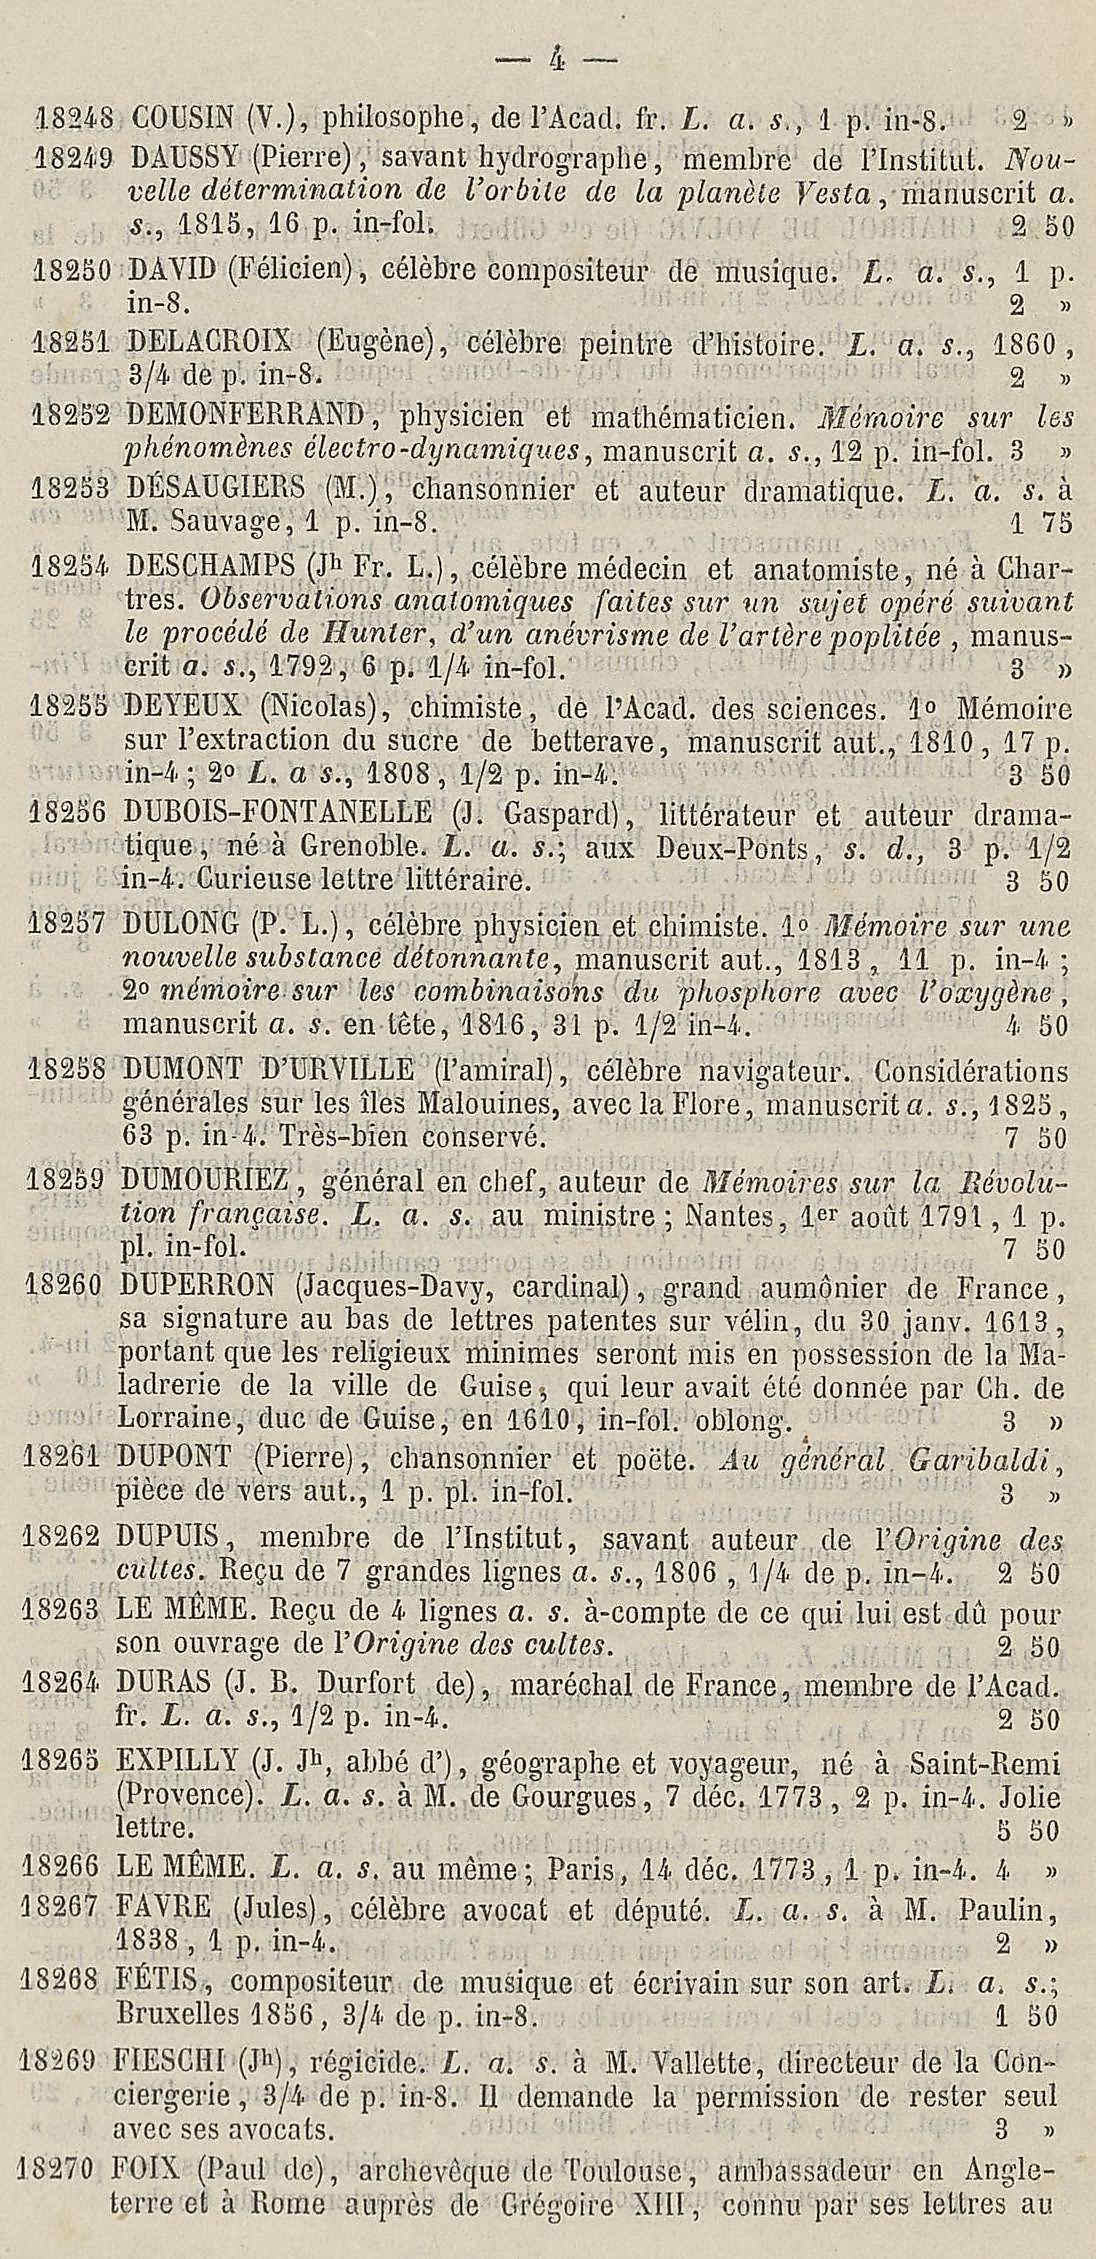 — 4 —
18248 COUSIN (V.), philosophe, de l'Acad. fr. L. a. s., 1 p. in-8. 2 »
18249 DAUSSY (Pierre), savant hydrographe, membre de l'Institut. Nou-
velle détermination de l'orbite de la planète Vesta, manuscrit a.
s., 1815, 16 p. in-fol. 2 50
18250 DAVID (Félicien), célèbre compositeur de musique. L. a. s., 1 p.
in-8. 2 »
18251 DELACROIX (Eugène), célèbre peintre d'histoire. L. a. s., 1860,
3/4 de p. in-8. 2 »
18252 DEMONFERRAND, physicien et mathématicien. Mémoire sur les
phénomènes électro-dynamiques, manuscrit a. s., 12 p. in-fol. 3 »
18253 DÉSAUGIERS (M.), chansonnier et auteur dramatique. L. a. s. à
M. Sauvage, 1 p. in-8. 1 75
18254 DESCHAMPS (Jh Fr. L.), célèbre médecin et anatomiste, né à Char-
tres. Observations anatomiques faites sur un sujet opéré suivant
le procédé de Hunter, d'un anévrisme de l'artère poplitée, manus-
crit a. s., 1792, 6 p. 1/4 in-fol. 3 »
18255 DEYEUX (Nicolas), chimiste, de l'Acad. des sciences. 1o Mémoire
sur l'extraction du sucre de betterave, manuscrit aut., 1810, 17 p.
in-4; 2o L. a s., 1808, 1/2 p. in-4. 3 50
18256 DUBOIS-FONTANELLE (J. Gaspard), littérateur et auteur drama-
tique, né à Grenoble. L. a. s.; aux Deux-Ponts, s. d., 3 p. 1/2
in-4. Curieuse lettre littéraire. 3 50
18257 DULONG (P. L.), célèbre physicien et chimiste. 1o Mémoire sur une
nouvelle substance détonnante, manuscrit aut., 1813, 11 p. in-4;
2o mémoire sur les combinaisons du phosphore avec l'oxygène,
manuscrit a. s. en tête, 1816, 31 p. 1/2 in-4. 4 50
18258 DUMONT D'URVILLE (l'amiral), célèbre navigateur. Considérations
générales sur les îles Malouines, avec la Flore, manuscrit a. s., 1825,
63 p. in-4. Très-bien conservé. 7 50
18259 DUMOURIEZ, général en chef, auteur de Mémoires sur la Révolu-
tion française. L. a. s. au ministre; Nantes, 1er août 1791, 1 p.
pl. in-fol. 7 50
18260 DUPERRON (Jacques-Davy, cardinal), grand aumônier de France,
sa signature au bas de lettres patentes sur vélin, du 30 janv. 1613,
portant que les religieux minimes seront mis en possession de la Ma-
ladrerie de la ville de Guise, qui leur avait été donnée par Ch. de
Lorraine, duc de Guise, en 1610, in-fol. oblong. 3 »
18261 DUPONT (Pierre), chansonnier et poëte. Au général Garibaldi,
pièce de vers aut., 1 p. pl. in-fol. 3 »
18262 DUPUIS, membre de l'Institut, savant auteur de l'Origine des
cultes. Reçu de 7 grandes lignes a. s., 1806, 1/4 de p. in-4. 2 50
18263 LE MÊME. Reçu de 4 lignes a. s. à-compte de ce qui lui est dû pour
son ouvrage de l'Origine des cultes. 2 50
18264 DURAS (J. B. Durfort de), maréchal de France, membre de l'Acad.
fr. L. a. s., 1/2 p. in-4. 2 50
18265 EXPILLY (J. Jh, abbé d'), géographe et voyageur, né à Saint-Remi
(Provence). L. a. s. à M. de Gourgues, 7 déc. 1773, 2 p. in-4. Jolie
lettre. 5 50
18266 LE MÊME. L. a. s. au même; Paris, 14 déc. 1773, 1 p. in-4. 4 »
18267 FAVRE (Jules), célèbre avocat et député. L. a. s. à M. Paulin,
1838, 1 p. in-4. 2 »
18268 FÉTIS, compositeur de musique et écrivain sur son art. L. a. s.;
Bruxelles 1856, 3/4 de p. in-8. 1 50
18269 FIESCHI (Jh), régicide. L. a. s. à M. Vallette, directeur de la Con-
ciergerie, 3/4 de p. in-8. Il demande la permission de rester seul
avec ses avocats. 3 »
18270 FOIX (Paul de), archevêque de Toulouse, ambassadeur en Angle-
terre et à Rome auprès de Grégoire XIII, connu par ses lettres au